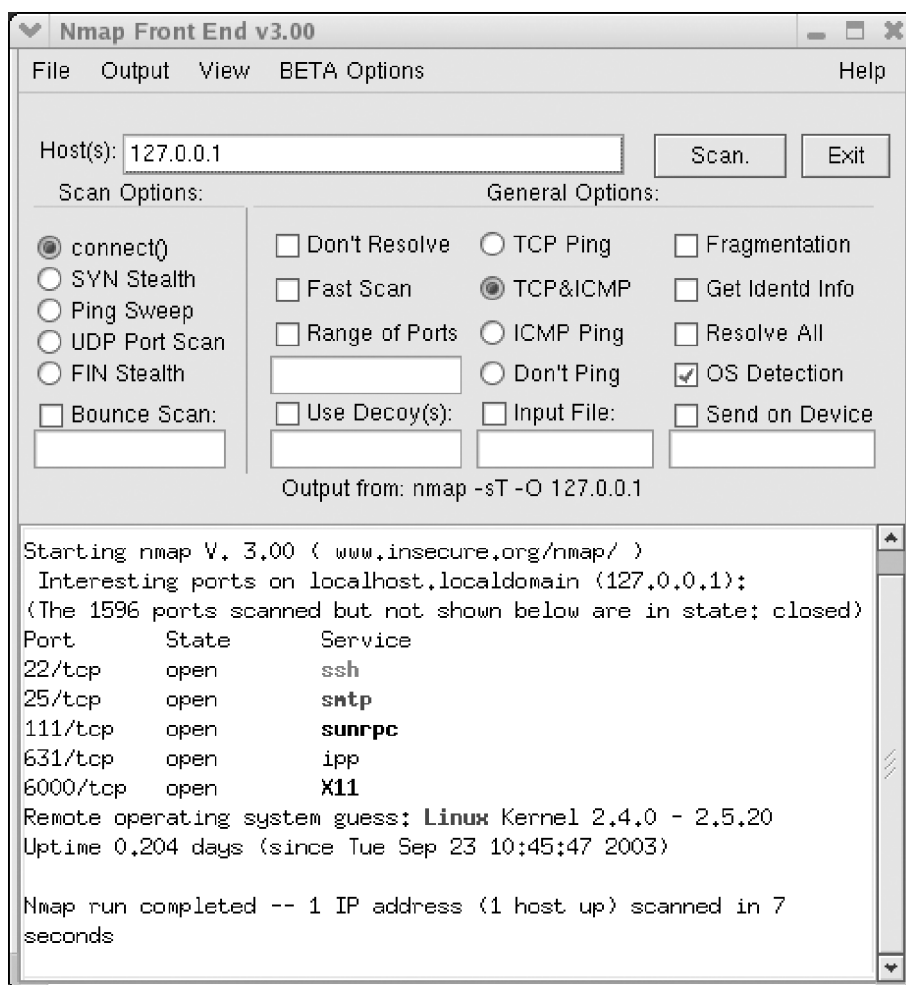 Nmap Front End v3.00
File Output View BETA Options Help
Host(s): 127.0.0.1 Scan. Exit
Scan Options: General Options:
connect() Don't Resolve TCP Ping Fragmentation
SYN Stealth Fast Scan TCP&ICMP Get Identd Info
Ping Sweep Range of Ports ICMP Ping Resolve All
UDP Port Scan
FIN Stealth Don't Ping OS Detection
Bounce Scan: Use Decoy(s): Input File: Send on Device
Output from: nmap -sT -O 127.0.0.1
Starting nmap V. 3.00 ( www.insecure.org/nmap/ )
Interesting ports on localhost.localdomain (127.0.0.1):
(The 1596 ports scanned but not shown below are in state: closed)
Port State Service
22/tcp open ssh
25/tcp open smtp
111/tcp open sunrpc
631/tcp open ipp
6000/tcp open X11
Remote operating system guess: Linux Kernel 2.4.0 - 2.5.20
Uptime 0.204 days (since Tue Sep 23 10:45:47 2003)
Nmap run completed -- 1 IP address (1 host up) scanned in 7
seconds